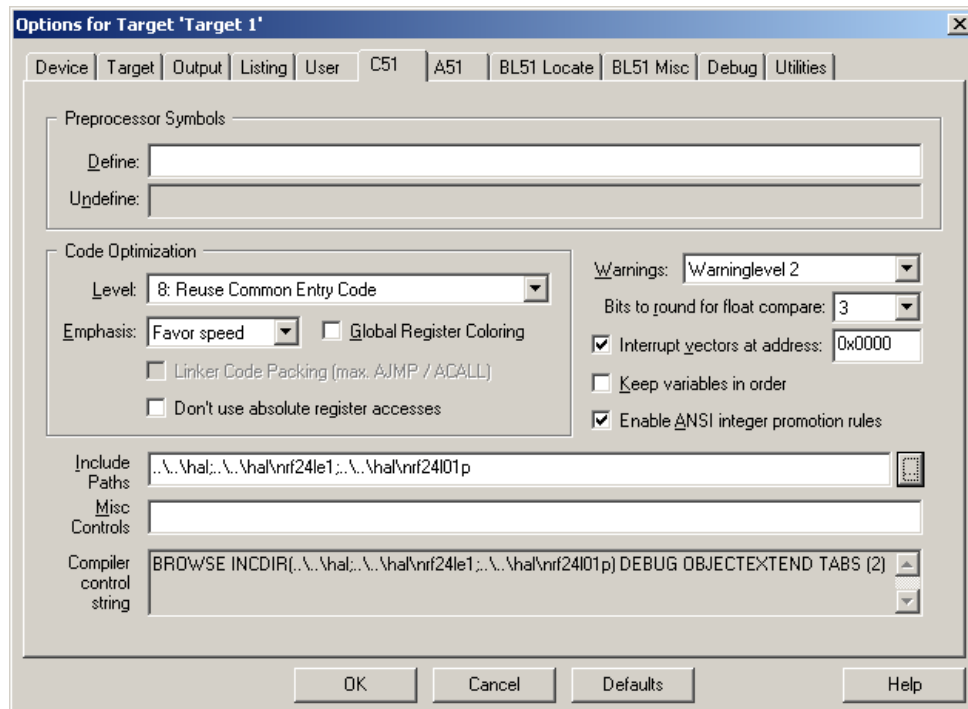 Options for Target 'Target 1'
Device Target Output Listing User C51 A51 BL51 Locate BL51 Misc Debug Utilities
Preprocessor Symbols
Define:
Undefine:
Code Optimization
Level: 8: Reuse Common Entry Code
Emphasis: Favor speed Global Register Coloring
Linker Code Packing (max. AJMP / ACALL)
Don't use absolute register accesses
Warnings: Warninglevel 2
Bits to round for float compare: 3
Interrupt vectors at address: 0x0000
Keep variables in order
Enable ANSI integer promotion rules
Include
Paths
..\..\hal;..\..\hal\nrf24le1;..\..\hal\nrf24l01p
...
Misc
Controls
Compiler
control
string
BROWSE INCDIR(..\..\hal;..\..\hal\nrf24le1;..\..\hal\nrf24l01p) DEBUG OBJECTEXTEND TABS (2)
OK Cancel Defaults Help